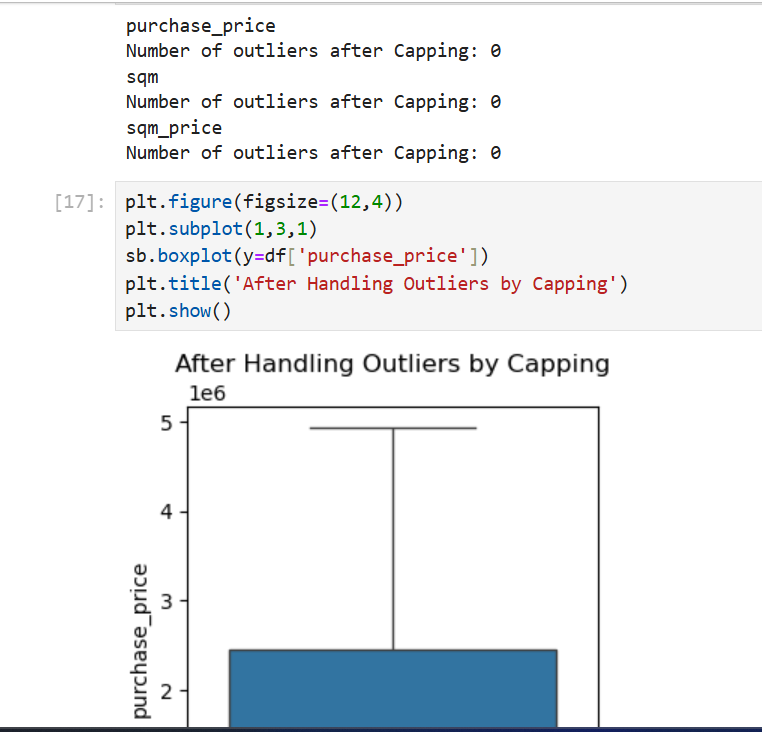 purchase_price
Number of outliers after Capping: 0
sqm
Number of outliers after Capping: 0
sqm_price
Number of outliers after Capping: 0
[17]:
plt.figure(figsize=(12,4))
plt.subplot(1,3,1)
sb.boxplot(y=df['purchase_price'])
plt.title('After Handling Outliers by Capping')
plt.show()
After Handling Outliers by Capping
1e6
5
4
3
2
purchase_price